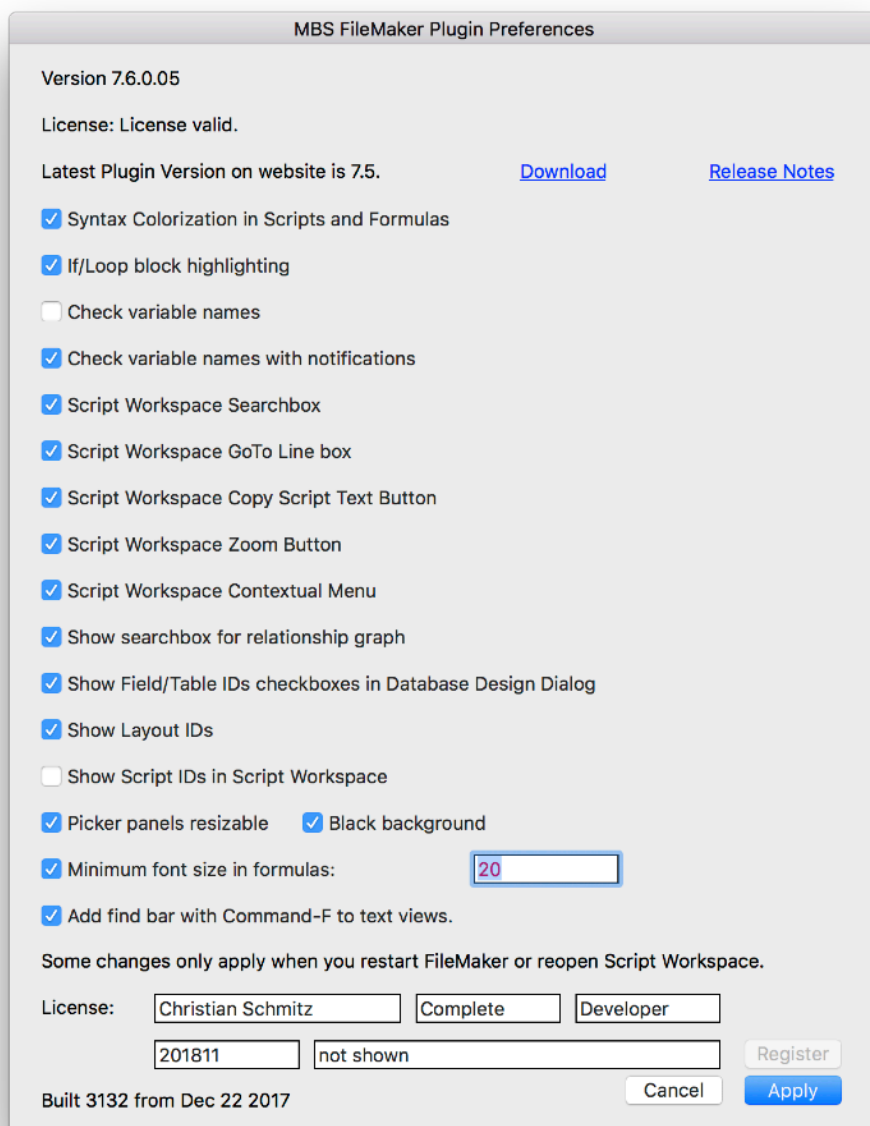 MBS FileMaker Plugin Preferences
Version 7.6.0.05
License: License valid.
Latest Plugin Version on website is 7.5. Download Release Notes
Syntax Colorization in Scripts and Formulas
If/Loop block highlighting
Check variable names
Check variable names with notifications
Script Workspace Searchbox
Script Workspace GoTo Line box
Script Workspace Copy Script Text Button
Script Workspace Zoom Button
Script Workspace Contextual Menu
Show searchbox for relationship graph
Show Field/Table IDs checkboxes in Database Design Dialog
Show Layout IDs
Show Script IDs in Script Workspace
Picker panels resizable Black background
Minimum font size in formulas: 20
Add find bar with Command-F to text views.
Some changes only apply when you restart FileMaker or reopen Script Workspace.
License: Christian Schmitz Complete Developer
201811 not shown Register
Built 3132 from Dec 22 2017 Cancel Apply